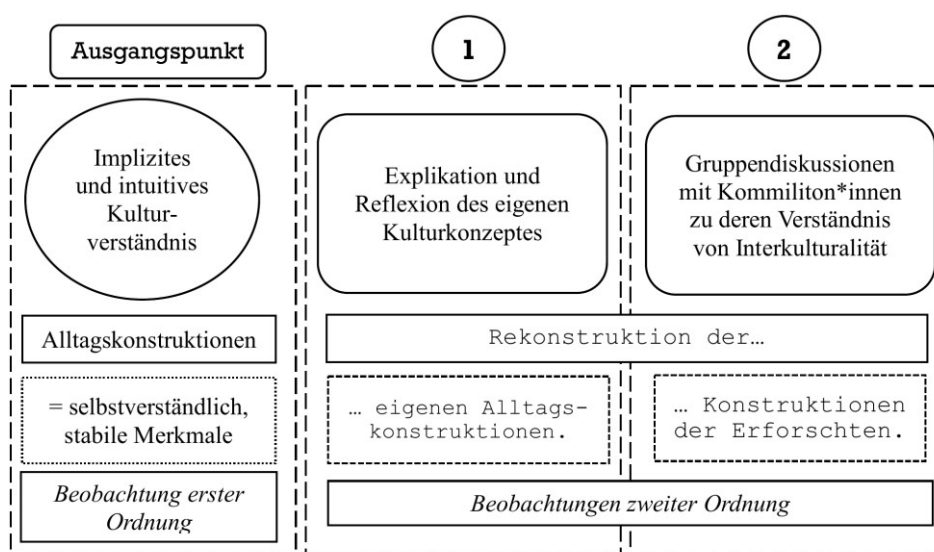 Ausgangspunkt
Implizites
und intuitives
Kultur-
verständnis
Alltagskonstruktionen
= selbstverständlich,
stabile Merkmale
Beobachtung erster
Ordnung
1
2
Explikation und
Reflexion des eigenen
Kulturkonzeptes
Gruppendiskussionen
mit Kommiliton*innen
zu deren Verständnis
von Interkulturalität
Rekonstruktion der…
… eigenen Alltags-
konstruktionen.
… Konstruktionen
der Erforschten.
Beobachtungen zweiter Ordnung